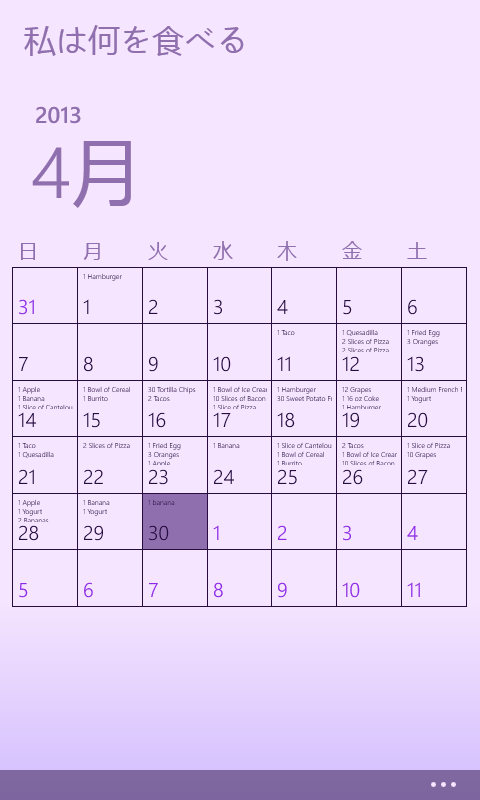 私は何を食べる
2013
4月
日 月 火 水 木 金 土
1 Hamburger
31 1 2 3 4 5 6
1 Taco 1 Quesadilla 1 Fried Egg
2 Slices of Pizza 3 Oranges
2 Slices of Pizza
7 8 9 10 11 12 13
1 Apple 1 Bowl of Cereal 30 Tortilla Chips 1 Bowl of Ice Crea 1 Hamburger 12 Grapes 1 Medium French
1 Banana 1 Burrito 2 Tacos 10 Slices of Bacon 30 Sweet Potato 1 16 oz Coke 1 Yogurt
1 Slice of Cantelou 1 Slice of Pizza 1 Hamburger
14 15 16 17 18 19 20
1 Taco 2 Slices of Pizza 1 Fried Egg 1 Banana 1 Slice of Cantelou 2 Tacos 1 Slice of Pizza
1 Quesadilla 3 Oranges 1 Bowl of Cereal 1 Bowl of Ice Crear 10 Grapes
1 Apple 1 Burrito 10 Slices of Bacon
21 22 23 24 25 26 27
1 Apple 1 Banana 1 banana
1 Yogurt 1 Yogurt
2 Bananas
28 29 30 1 2 3 4
5 6 7 8 9 10 11